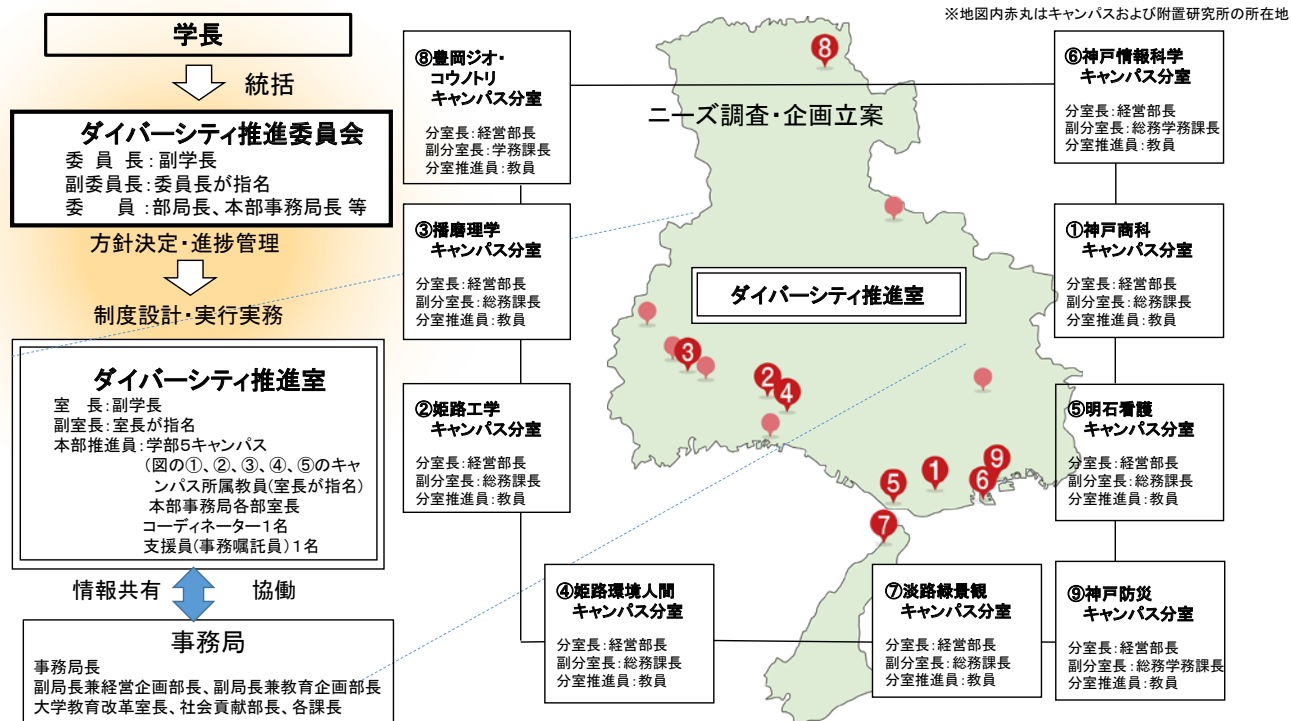 ※地図内赤丸はキャンパスおよび附置研究所の所在地
学長
統括
ダイバーシティ推進委員会
委 員 長：副学長
副委員長：委員長が指名
委 員：部局長、本部事務局長 等
方針決定・進捗管理
制度設計・実行実務
ダイバーシティ推進室
室 長：副学長
副室長：室長が指名
本部推進員：学部5キャンパス
(図の①、②、③、④、⑤のキャ
ンパス所属教員(室長が指名)
本部事務局各部室長
コーディネーター1名
支援員(事務嘱託員)1名
情報共有 協働
事務局
事務局長
副局長兼経営企画部長、副局長兼教育企画部長
大学教育改革室長、社会貢献部長、各課長
⑧豊岡ジオ・
コウノトリ
キャンパス分室
分室長：経営部長
副分室長：学務課長
分室推進員：教員
③播磨理学
キャンパス分室
分室長：経営部長
副分室長：総務課長
分室推進員：教員
②姫路工学
キャンパス分室
分室長：経営部長
副分室長：総務課長
分室推進員：教員
④姫路環境人間
キャンパス分室
分室長：経営部長
副分室長：総務課長
分室推進員：教員
ニーズ調査・企画立案
ダイバーシティ推進室
8
3
2
4
9
1
5
6
7
⑦淡路緑景観
キャンパス分室
分室長：経営部長
副分室長：総務課長
分室推進員：教員
⑥神戸情報科学
キャンパス分室
分室長：経営部長
副分室長：総務学務課長
分室推進員：教員
①神戸商科
キャンパス分室
分室長：経営部長
副分室長：総務課長
分室推進員：教員
⑤明石看護
キャンパス分室
分室長：経営部長
副分室長：総務課長
分室推進員：教員
⑨神戸防災
キャンパス分室
分室長：経営部長
副分室長：総務学務課長
分室推進員：教員